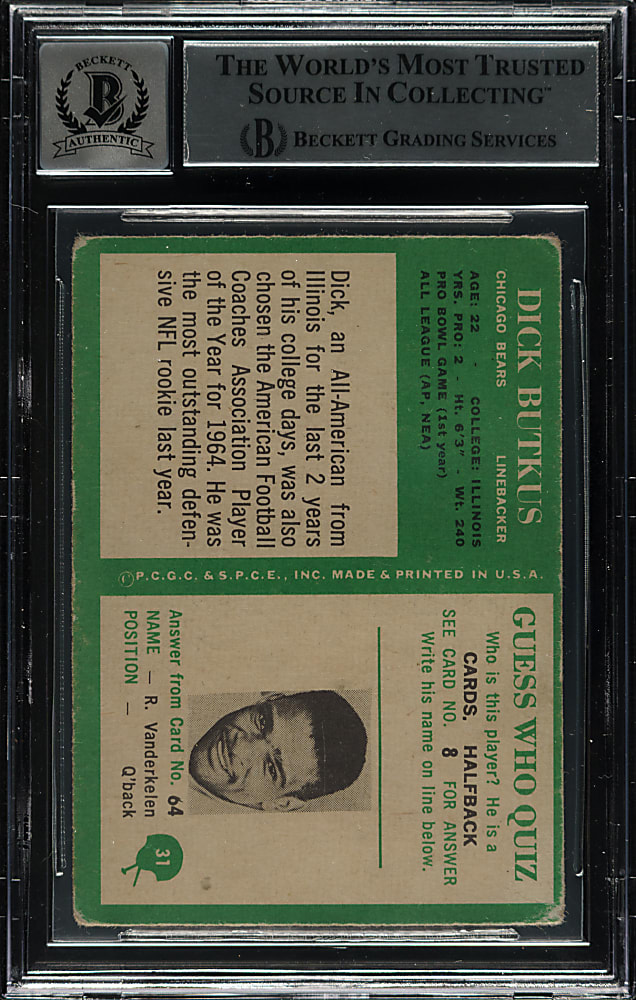 BECKETT
B
AUTHENTIC
THE WORLD'S MOST TRUSTED
SOURCE IN COLLECTING™
B BECKETT GRADING SERVICES
DICK BUTKUS
CHICAGO BEARS LINEBACKER
AGE: 22 - COLLEGE: ILLINOIS
YRS. PRO: 2 - Ht. 6'3" - Wt. 240
PRO BOWL GAME (1st year)
ALL LEAGUE (AP, NEA)
Dick, an All-American from
Illinois for the last 2 years
of his college days, was also
chosen the American Football
Coaches Association Player
of the Year for 1964. He was
the most outstanding defen-
sive NFL rookie last year.
©P.C.G.C. & S.P.C.E., INC. MADE & PRINTED IN U.S.A.
GUESS WHO QUIZ
Who is this player? He is a
CARDS, HALFBACK
SEE CARD NO. 8 FOR ANSWER
Write his name on line below.
Answer from Card No. 64
NAME — R. Vanderkelen
POSITION — Q'back
31